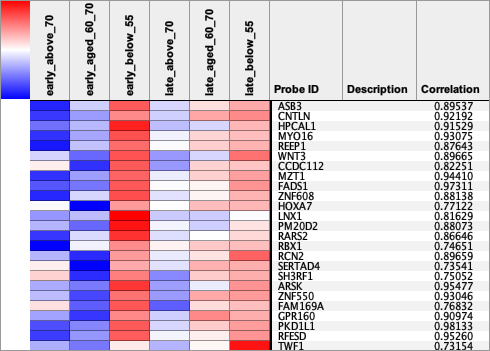 early_above_70
early_aged_60_70
early_below_55
late_above_70
late_aged_60_70
late_below_55
Probe ID Description Correlation
ASB3 0.89537
CNTLN 0.92192
HPCAL1 0.91529
MYO16 0.93075
REEP1 0.87643
WNT3 0.89665
CCDC112 0.82251
MZT1 0.94410
FADS1 0.97311
ZNF608 0.88138
HOXA7 0.77122
LNX1 0.81629
PM20D2 0.88073
RARS2 0.86646
RBX1 0.74651
RCN2 0.89659
SERTAD4 0.73541
SH3RF1 0.75052
ARSK 0.95477
ZNF550 0.93046
FAM169A 0.76832
GPR160 0.90974
PKD1L1 0.98133
RFESD 0.95260
TWF1 0.73154